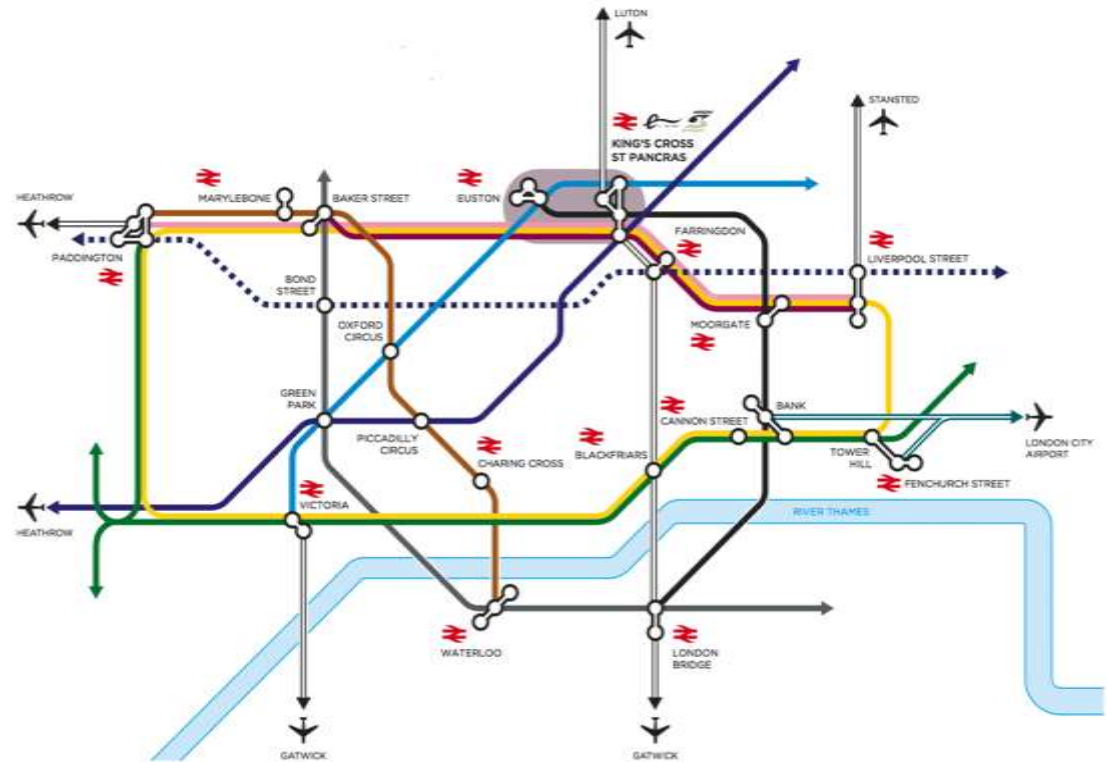 LUTON
STANSTED
KING'S CROSS
ST PANCRAS
HEATHROW
MARYLEBONE
BAKER STREET
EUSTON
FARRINGDON
PADDINGTON
LIVERPOOL STREET
BOND
STREET
OXFORD
CIRCUS
MOORGATE
GREEN
PARK
PICCADILLY
CIRCUS
CANNON STREET
BANK
CHARING CROSS
BLACKFRIARS
TOWER
HILL
LONDON CITY
AIRPORT
FENCHURCH STREET
VICTORIA
RIVER THAMES
HEATHROW
WATERLOO
LONDON
BRIDGE
GATWICK
GATWICK